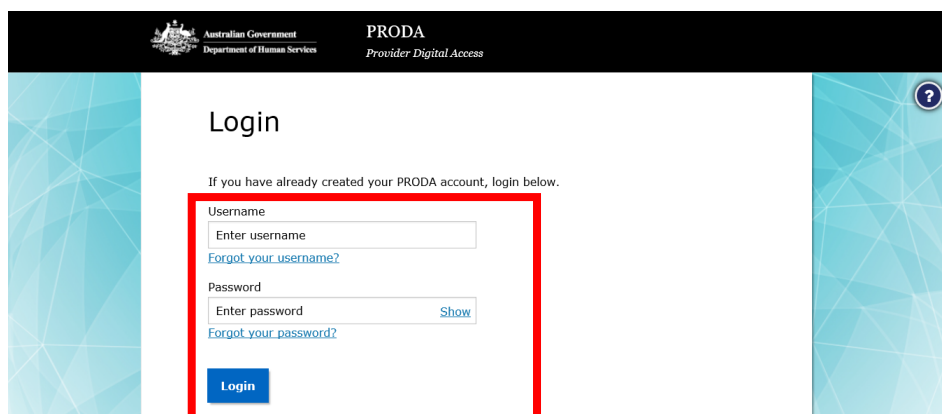 Australian Government
Department of Human Services
PRODA
Provider Digital Access
?
Login
If you have already created your PRODA account, login below.
Username
Enter username
Forgot your username?
Password
Enter password Show
Forgot your password?
Login